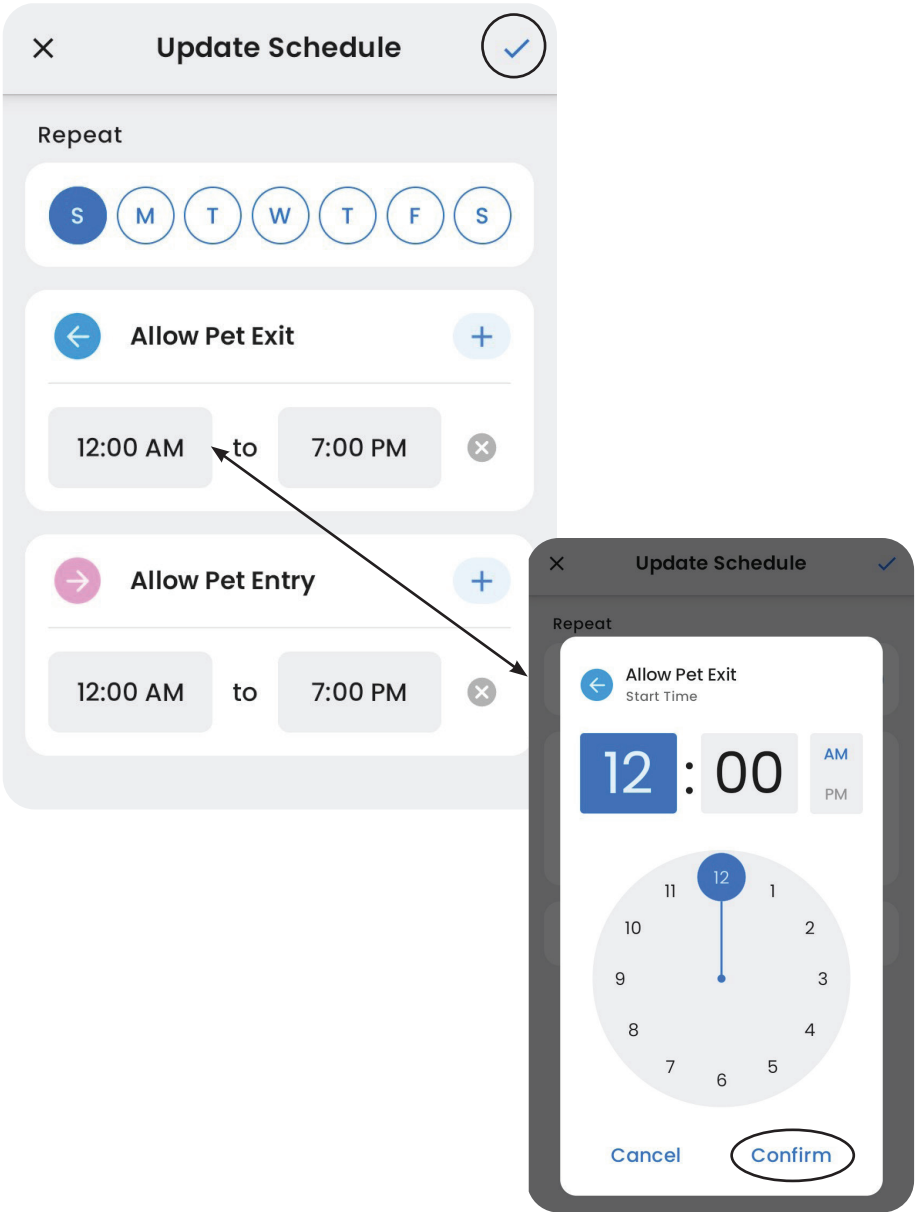 Update Schedule
Repeat
S M T W T F S
Allow Pet Exit
12:00 AM to 7:00 PM
Allow Pet Entry
12:00 AM to 7:00 PM
Update Schedule
Repeat
Allow Pet Exit
Start Time
12 : 00
AM
PM
12
11 1
10 2
9 3
8 4
7 5
6
Cancel Confirm